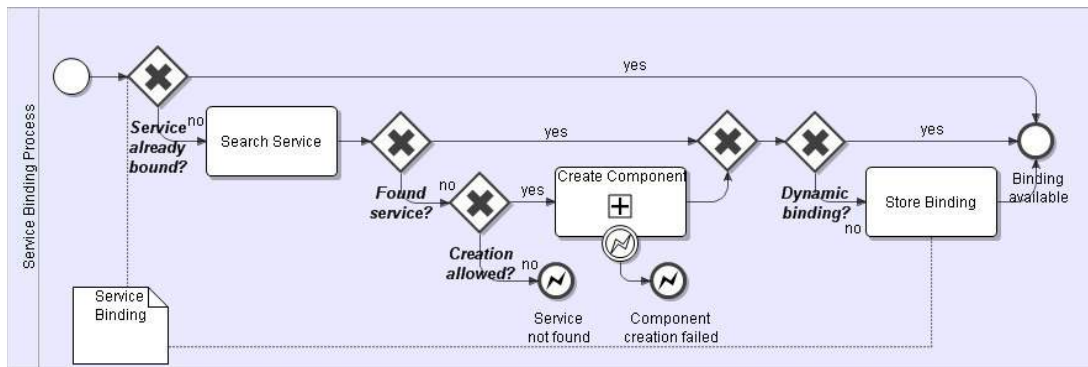 Service Binding Process
yes
Service
already
bound?
no
Search Service
yes
Found
service?
no
Creation
allowed?
yes
no
Create Component
Service
not found
Component
creation failed
Dynamic
binding?
yes
no
Store Binding
Binding
available
Service
Binding